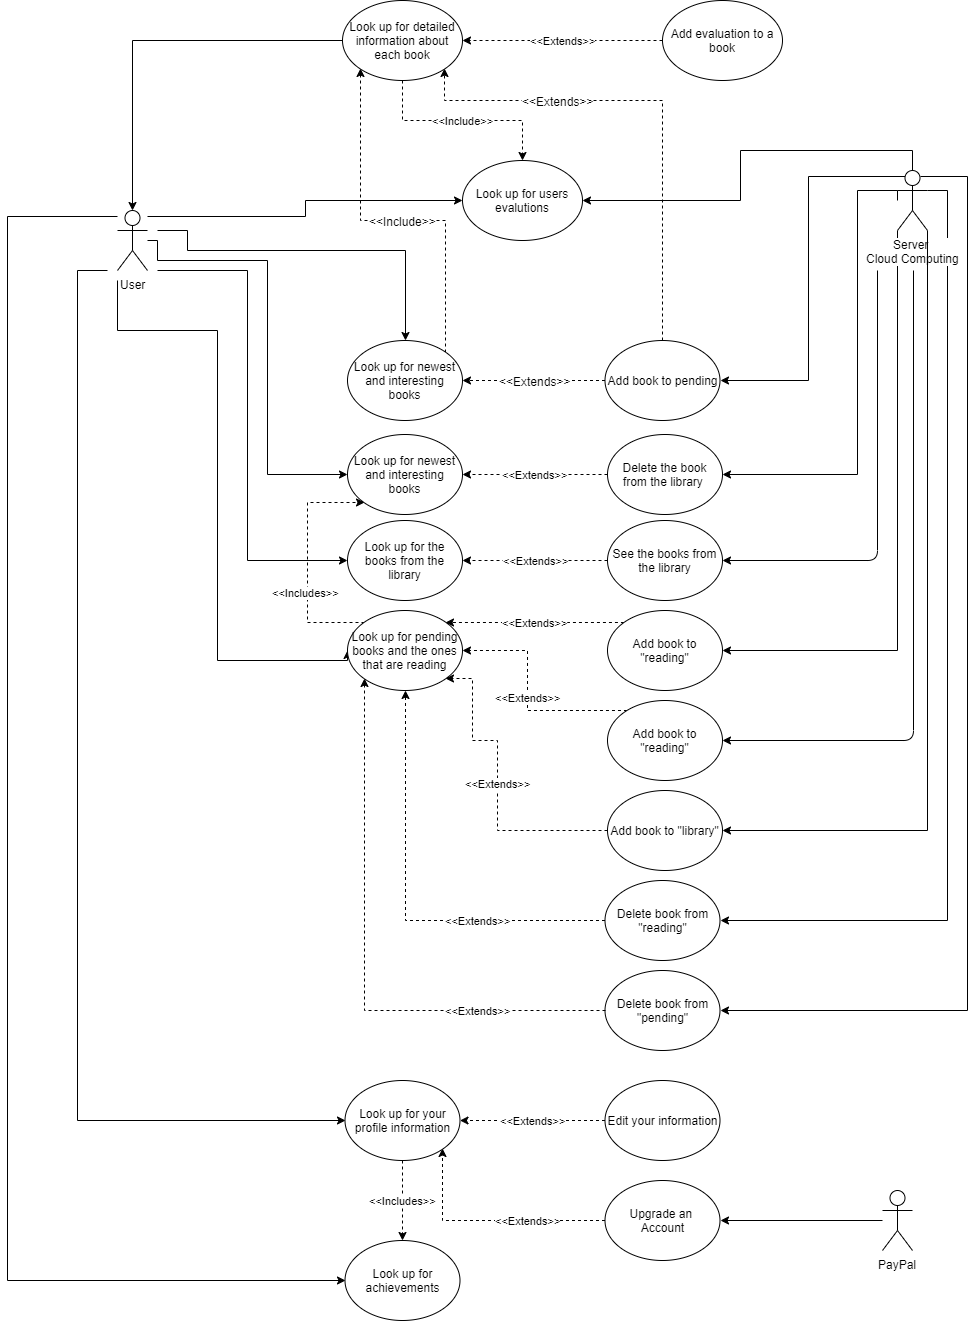 Look up for detailed
information about
each book
<<Extends>>
Add evaluation to a
book
<<Extends>>
<<Include>>
Look up for users
evalutions
<<Include>>
User
Server
Cloud Computing
Look up for newest
and interesting
books
<<Extends>>
Add book to pending
Look up for newest
and interesting
books
<<Extends>>
Delete the book
from the library
Look up for the
books from the
library
<<Extends>>
See the books from
the library
<<Includes>>
Look up for pending
books and the ones
that are reading
<<Extends>>
Add book to
"reading"
<<Extends>>
Add book to
"reading"
<<Extends>>
Add book to "library"
<<Extends>>
Delete book from
"reading"
<<Extends>>
Delete book from
"pending"
Look up for your
profile information
<<Extends>>
Edit your information
<<Includes>>
<<Extends>>
Upgrade an
Account
PayPal
Look up for
achievements